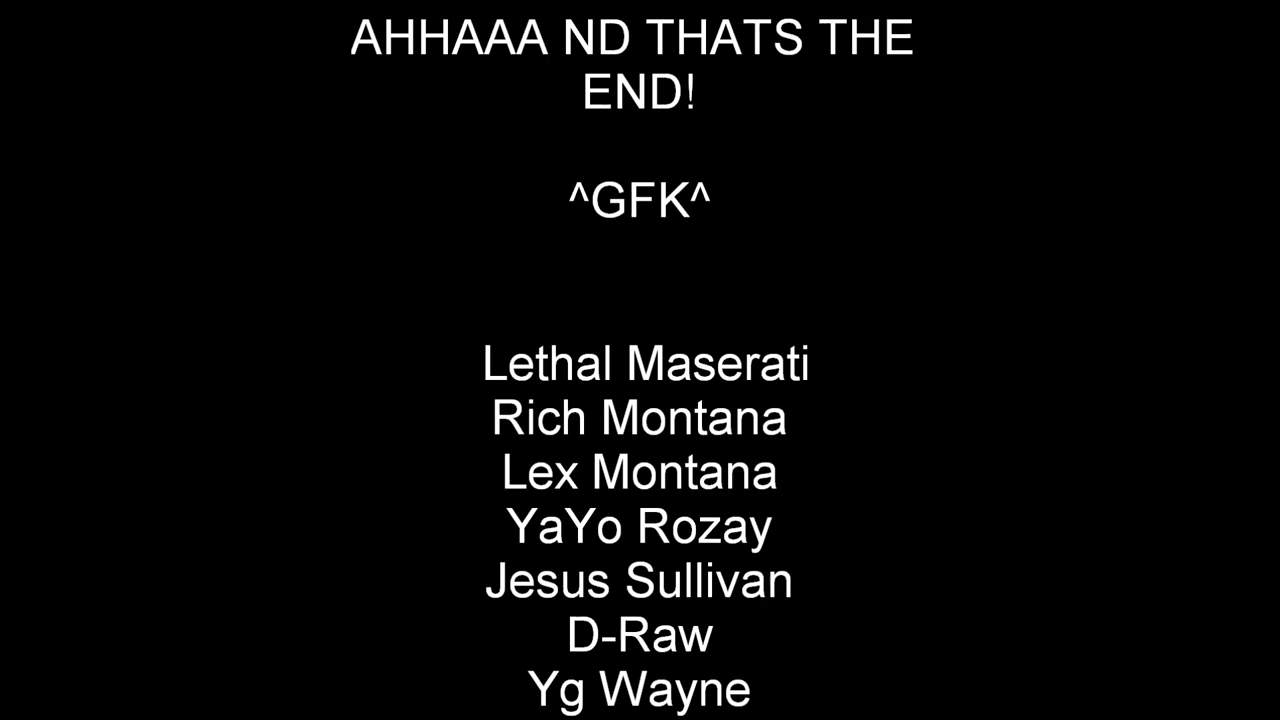 AHHAAA ND THATS THE
END!
^GFK^
Lethal Maserati
Rich Montana
Lex Montana
YaYo Rozay
Jesus Sullivan
D-Raw
Yg Wayne